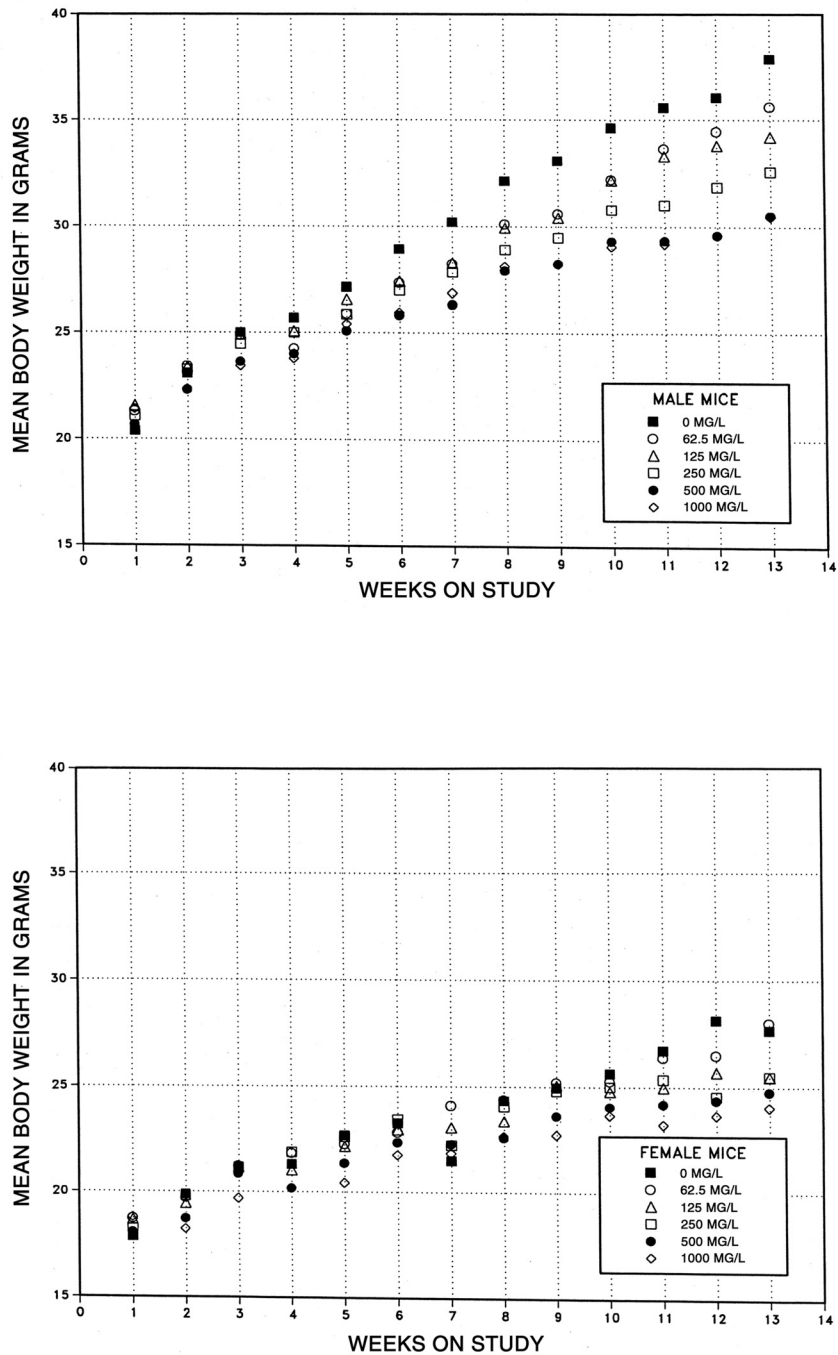 40
35
30
25
20
15
MEAN BODY WEIGHT IN GRAMS
MALE MICE
0 MG/L
62.5 MG/L
125 MG/L
250 MG/L
500 MG/L
1000 MG/L
0 1 2 3 4 5 6 7 8 9 10 11 12 13 14
WEEKS ON STUDY
40
35
30
25
20
15
MEAN BODY WEIGHT IN GRAMS
FEMALE MICE
0 MG/L
62.5 MG/L
125 MG/L
250 MG/L
500 MG/L
1000 MG/L
0 1 2 3 4 5 6 7 8 9 10 11 12 13 14
WEEKS ON STUDY